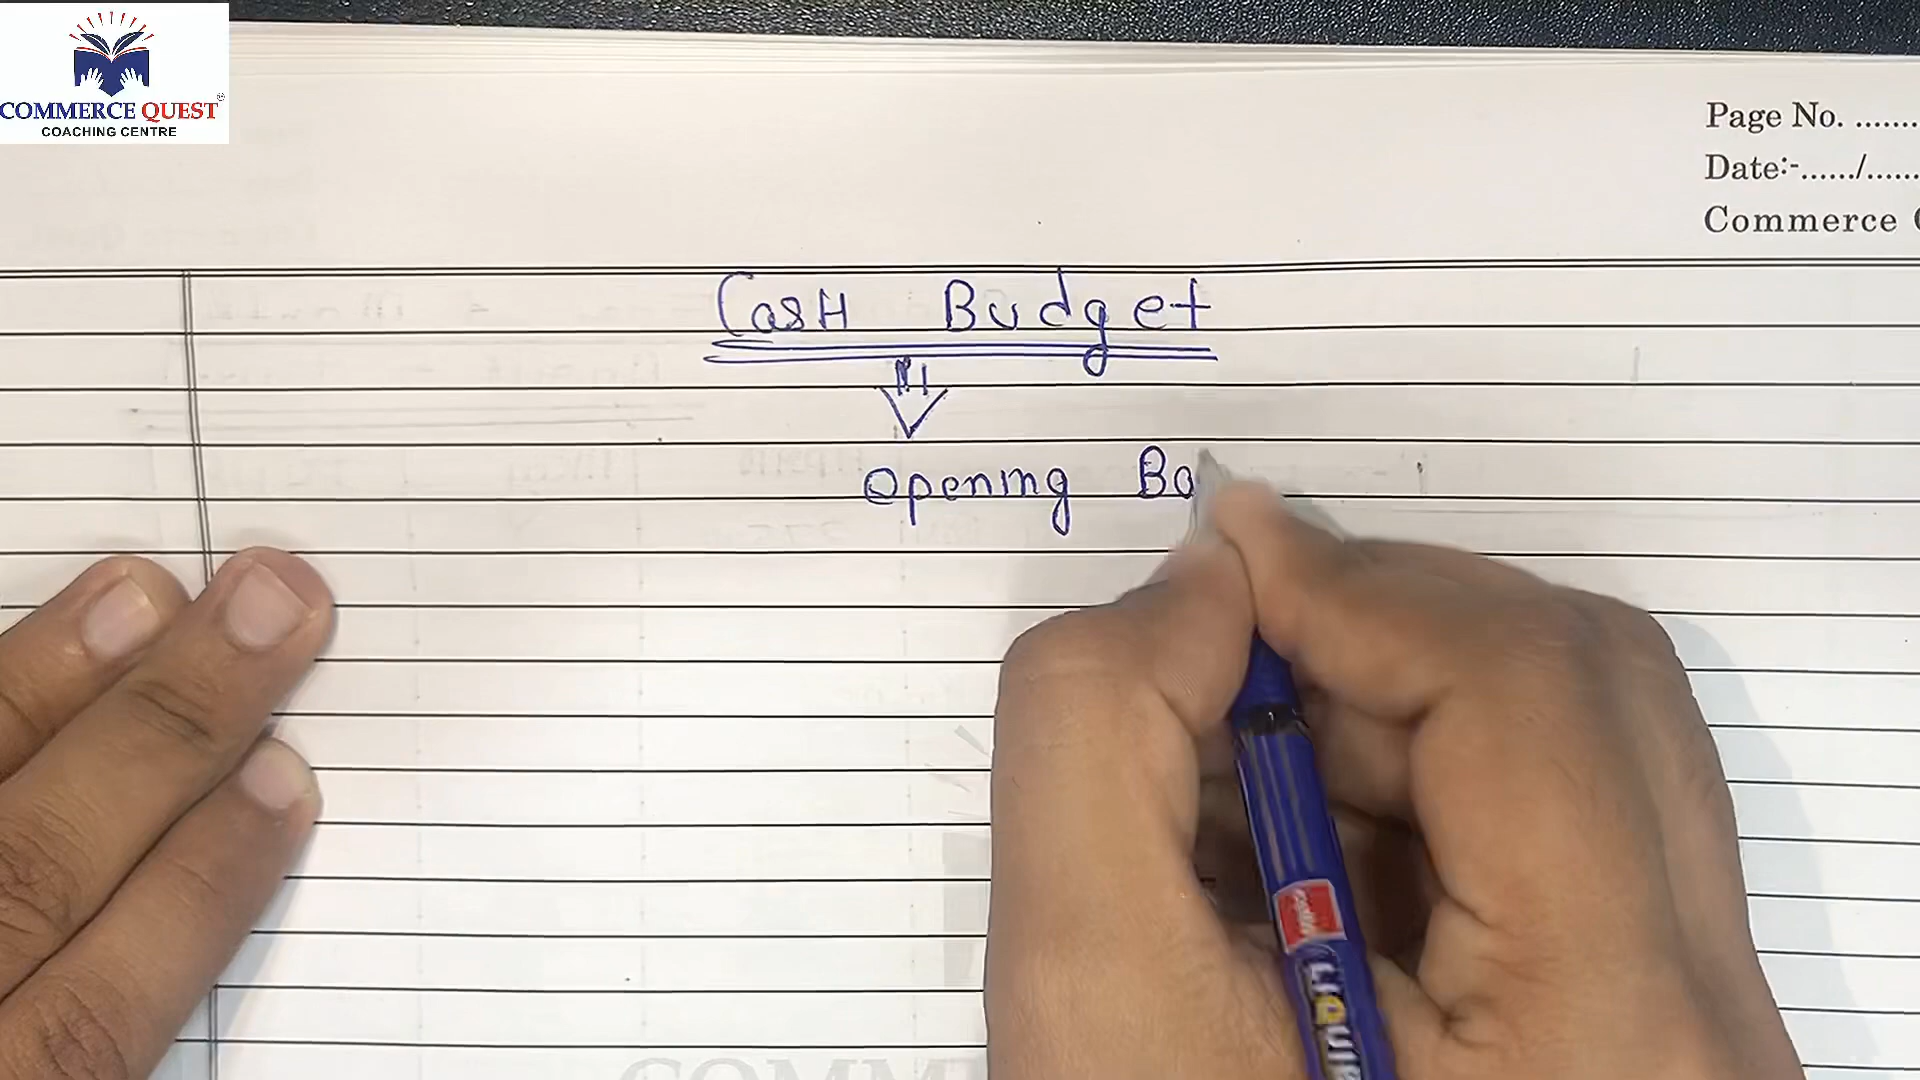 COMMERCE QUEST
COACHING CENTRE
Page No. .......
Date:-....../......
Commerce
Cash Budget
Opening Ba